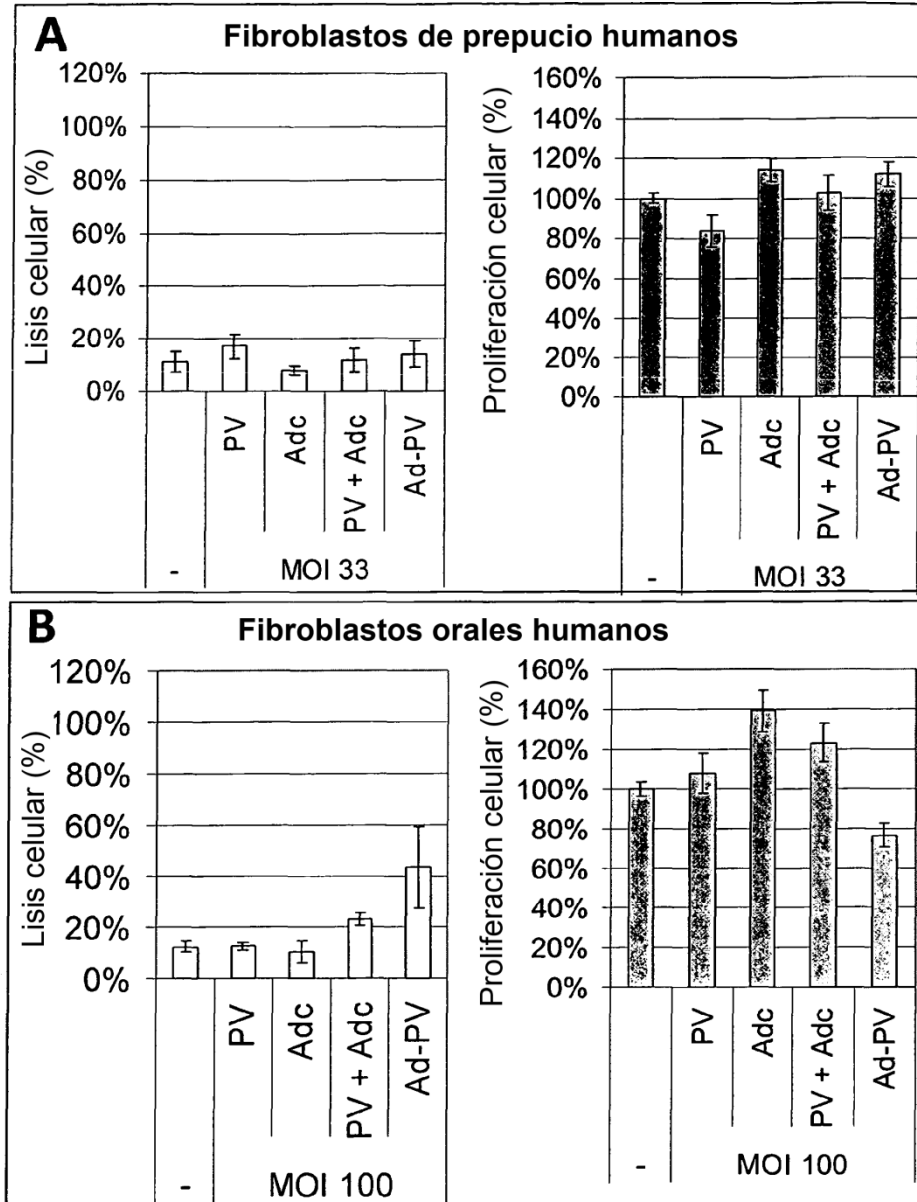 A
Fibroblastos de prepucio humanos
Lisis celular (%)
120%
100%
80%
60%
40%
20%
0%
-
PV
Adc
PV + Adc
Ad-PV
MOI 33
Proliferación celular (%)
160%
140%
120%
100%
80%
60%
40%
20%
0%
-
PV
Adc
PV + Adc
Ad-PV
MOI 33
B
Fibroblastos orales humanos
Lisis celular (%)
120%
100%
80%
60%
40%
20%
0%
-
PV
Adc
PV + Adc
Ad-PV
MOI 100
Proliferación celular (%)
160%
140%
120%
100%
80%
60%
40%
20%
0%
-
PV
Adc
PV + Adc
Ad-PV
MOI 100